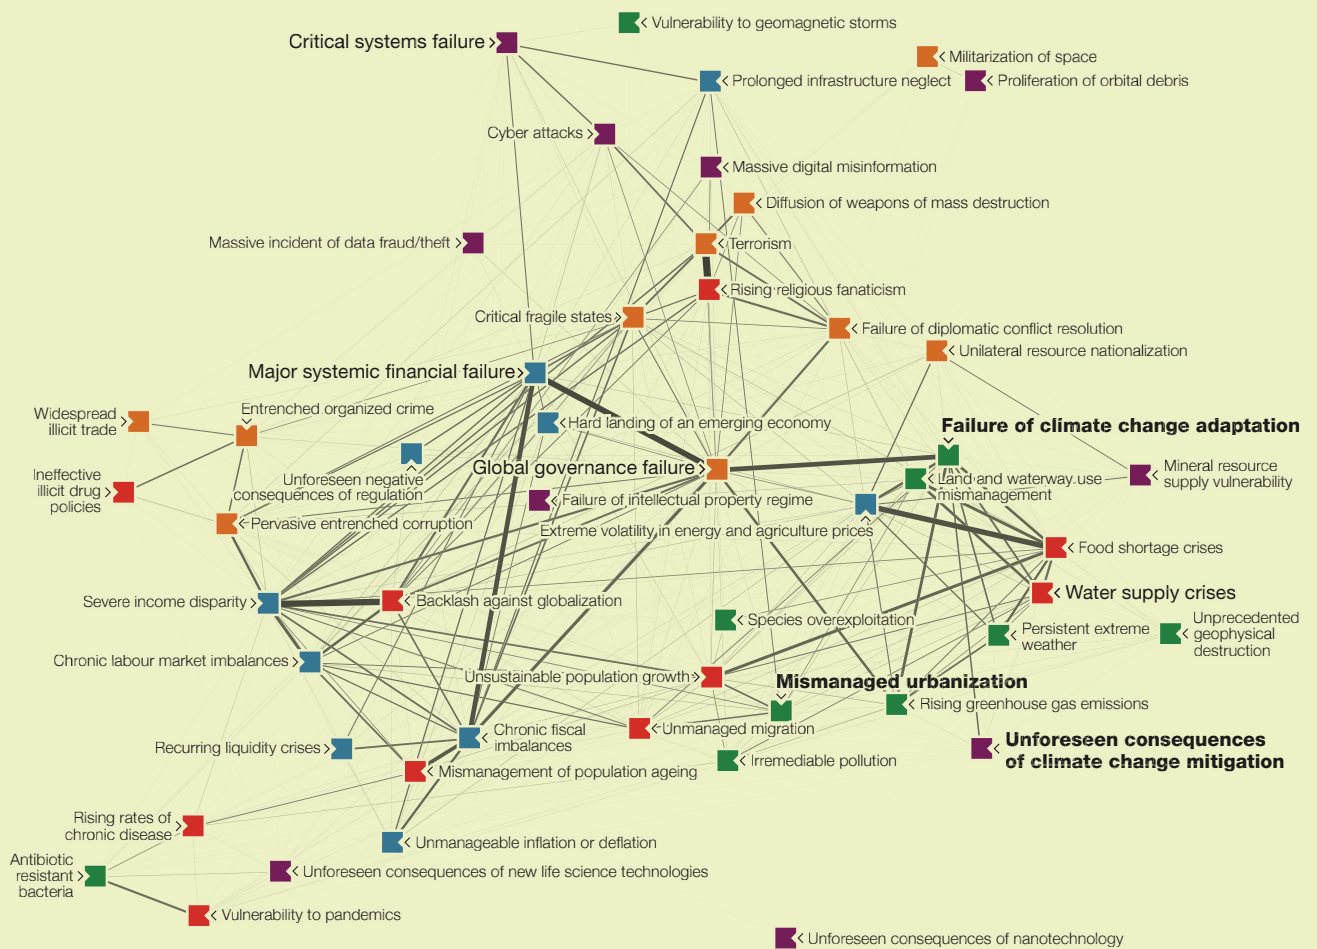 Vulnerability to geomagnetic storms
Critical systems failure
Militarization of space
Prolonged infrastructure neglect
Proliferation of orbital debris
Cyber attacks
Massive digital misinformation
Diffusion of weapons of mass destruction
Massive incident of data fraud/theft
Terrorism
Rising religious fanaticism
Critical fragile states
Failure of diplomatic conflict resolution
Unilateral resource nationalization
Major systemic financial failure
Widespread
illicit trade
Entrenched organized crime
Hard landing of an emerging economy
Failure of climate change adaptation
Ineffective
illicit drug
policies
Unforeseen negative
consequences of regulation
Global governance failure
Land and waterway use
mismanagement
Mineral resource
supply vulnerability
Failure of intellectual property regime
Pervasive entrenched corruption
Extreme volatility in energy and agriculture prices
Food shortage crises
Severe income disparity
Backlash against globalization
Water supply crises
Species overexploitation
Persistent extreme
weather
Unprecedented
geophysical
destruction
Chronic labour market imbalances
Unsustainable population growth
Mismanaged urbanization
Rising greenhouse gas emissions
Unmanaged migration
Chronic fiscal
imbalances
Recurring liquidity crises
Unforeseen consequences
of climate change mitigation
Irremediable pollution
Mismanagement of population ageing
Rising rates of
chronic disease
Unmanageable inflation or deflation
Antibiotic
resistant
bacteria
Unforeseen consequences of new life science technologies
Vulnerability to pandemics
Unforeseen consequences of nanotechnology